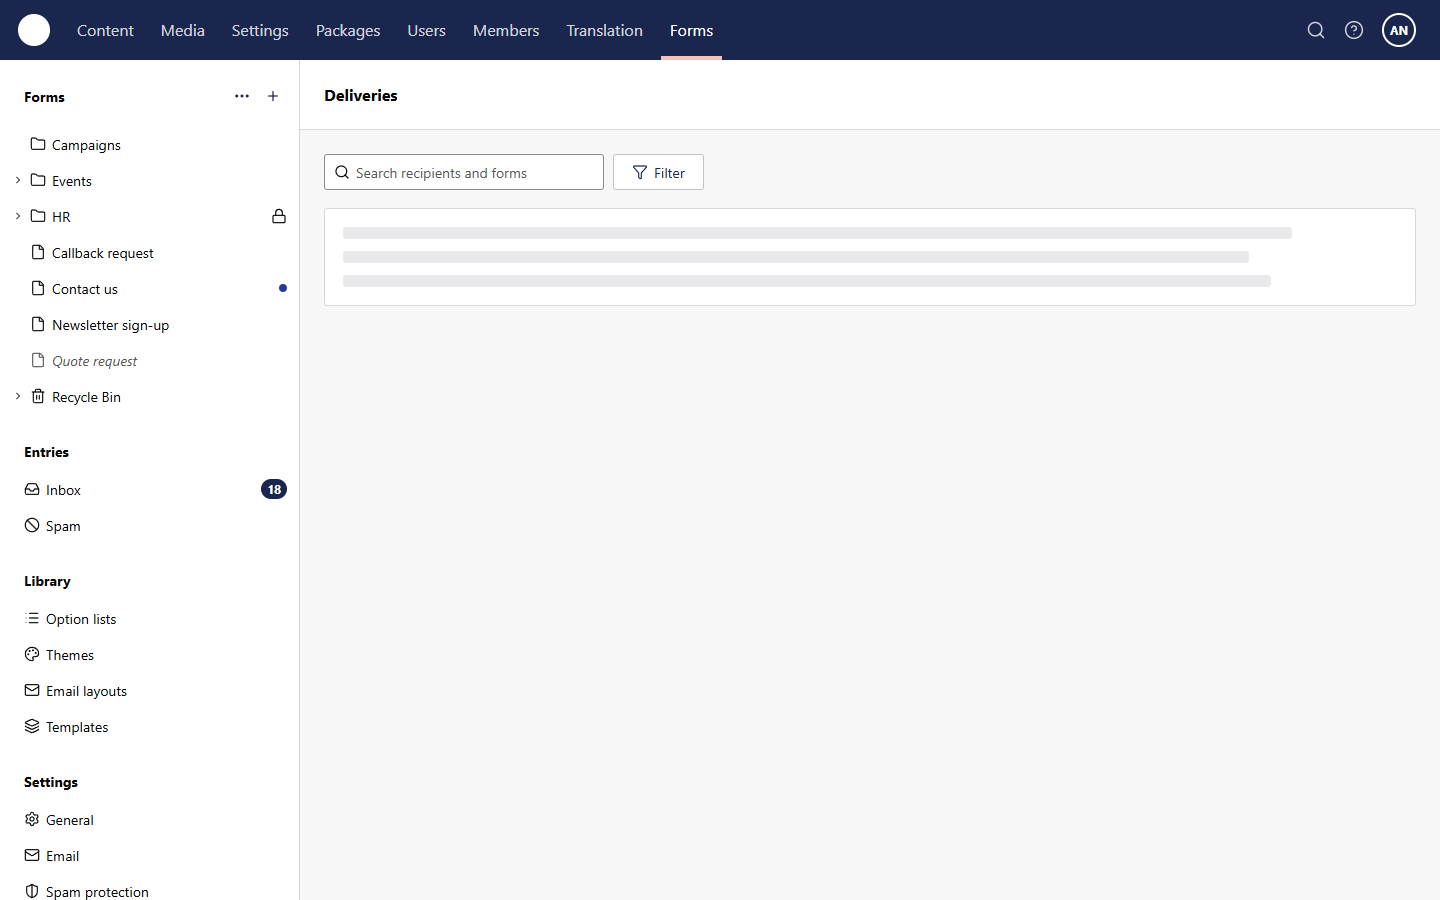 Content
Media
Settings
Packages
Users
Members
Translation
Forms
AN
Forms
Campaigns
Events
HR
Callback request
Contact us
Newsletter sign-up
Quote request
Recycle Bin
Entries
Inbox
18
Spam
Library
Option lists
Themes
Email layouts
Templates
Settings
General
Email
Spam protection
Deliveries
Search recipients and forms
Filter